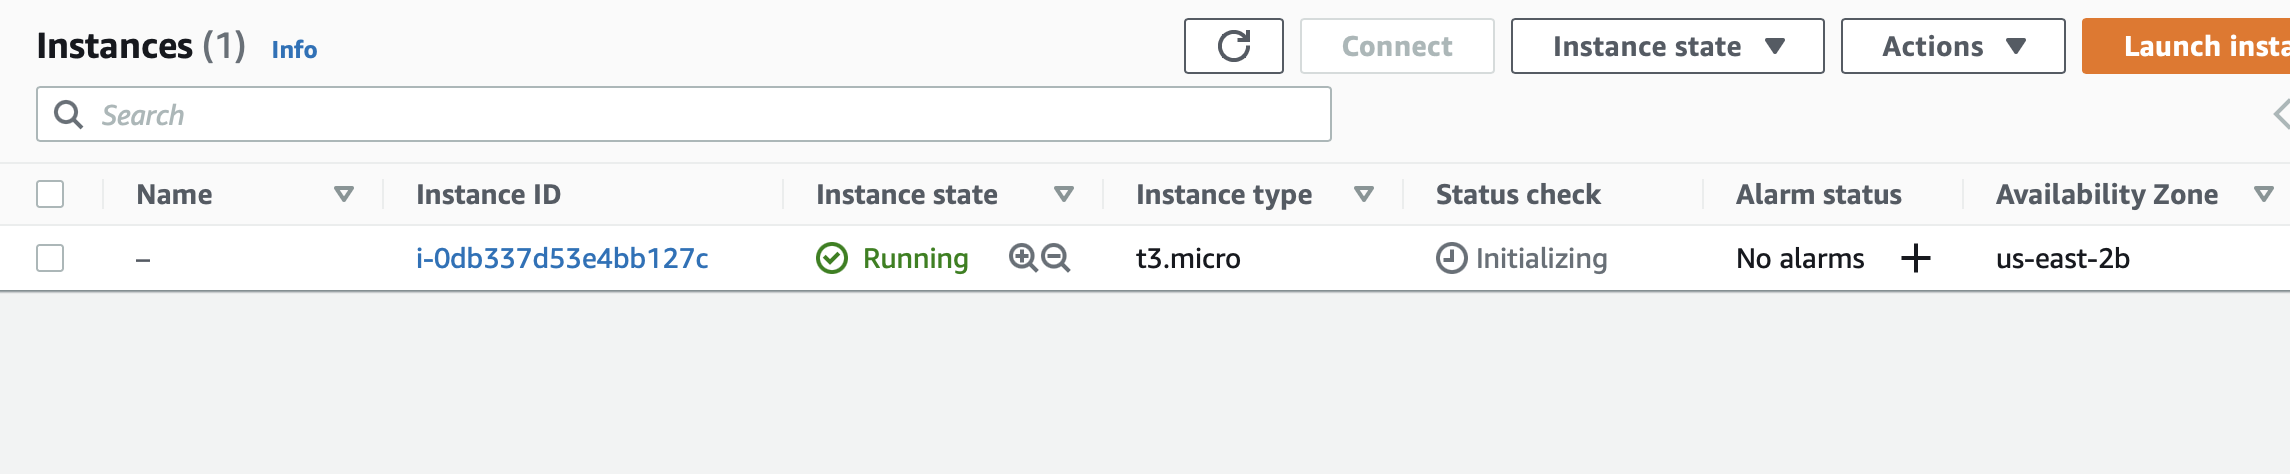 Instances (1) Info Connect Instance state Actions Launch insta
Search
Name Instance ID Instance state Instance type Status check Alarm status Availability Zone
– i-0db337d53e4bb127c Running t3.micro Initializing No alarms us-east-2b